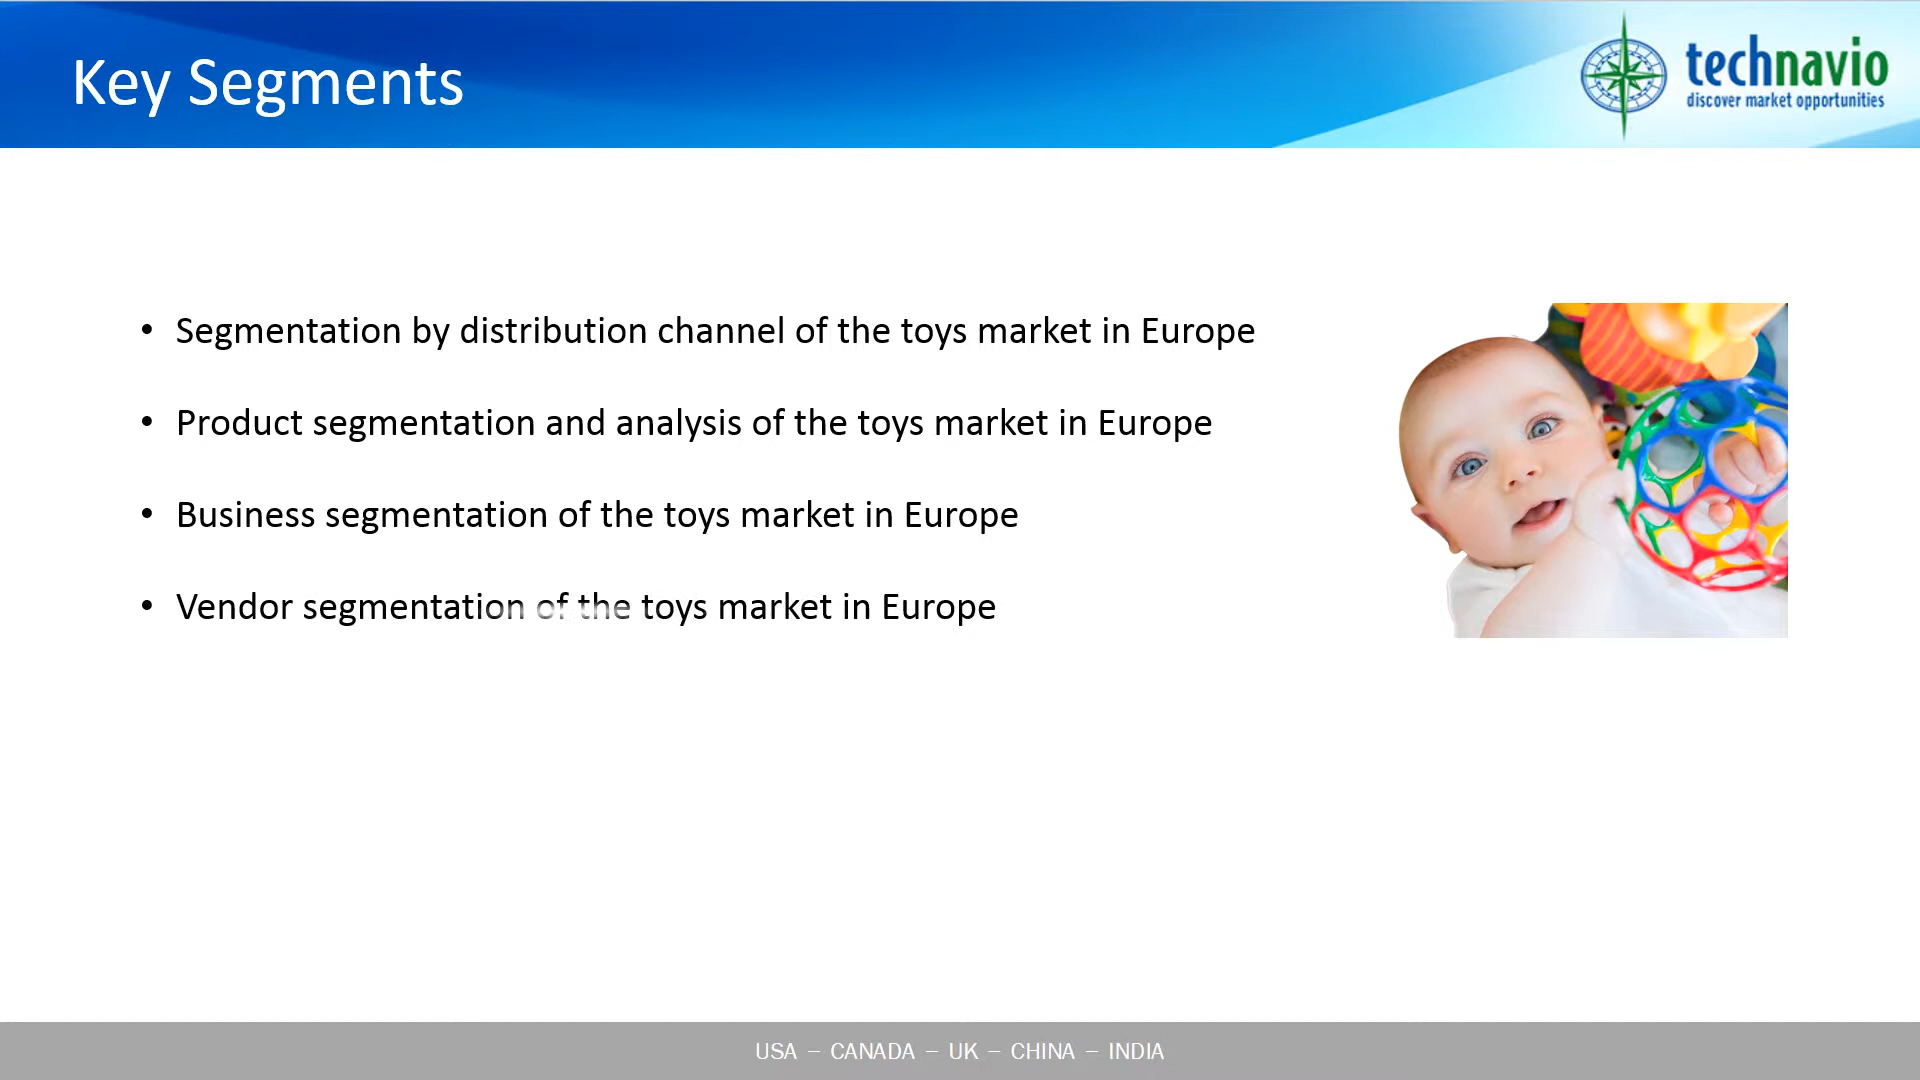 Key Segments
technavio
discover market opportunities
• Segmentation by distribution channel of the toys market in Europe
• Product segmentation and analysis of the toys market in Europe
• Business segmentation of the toys market in Europe
• Vendor segmentation of the toys market in Europe
USA – CANADA – UK – CHINA – INDIA